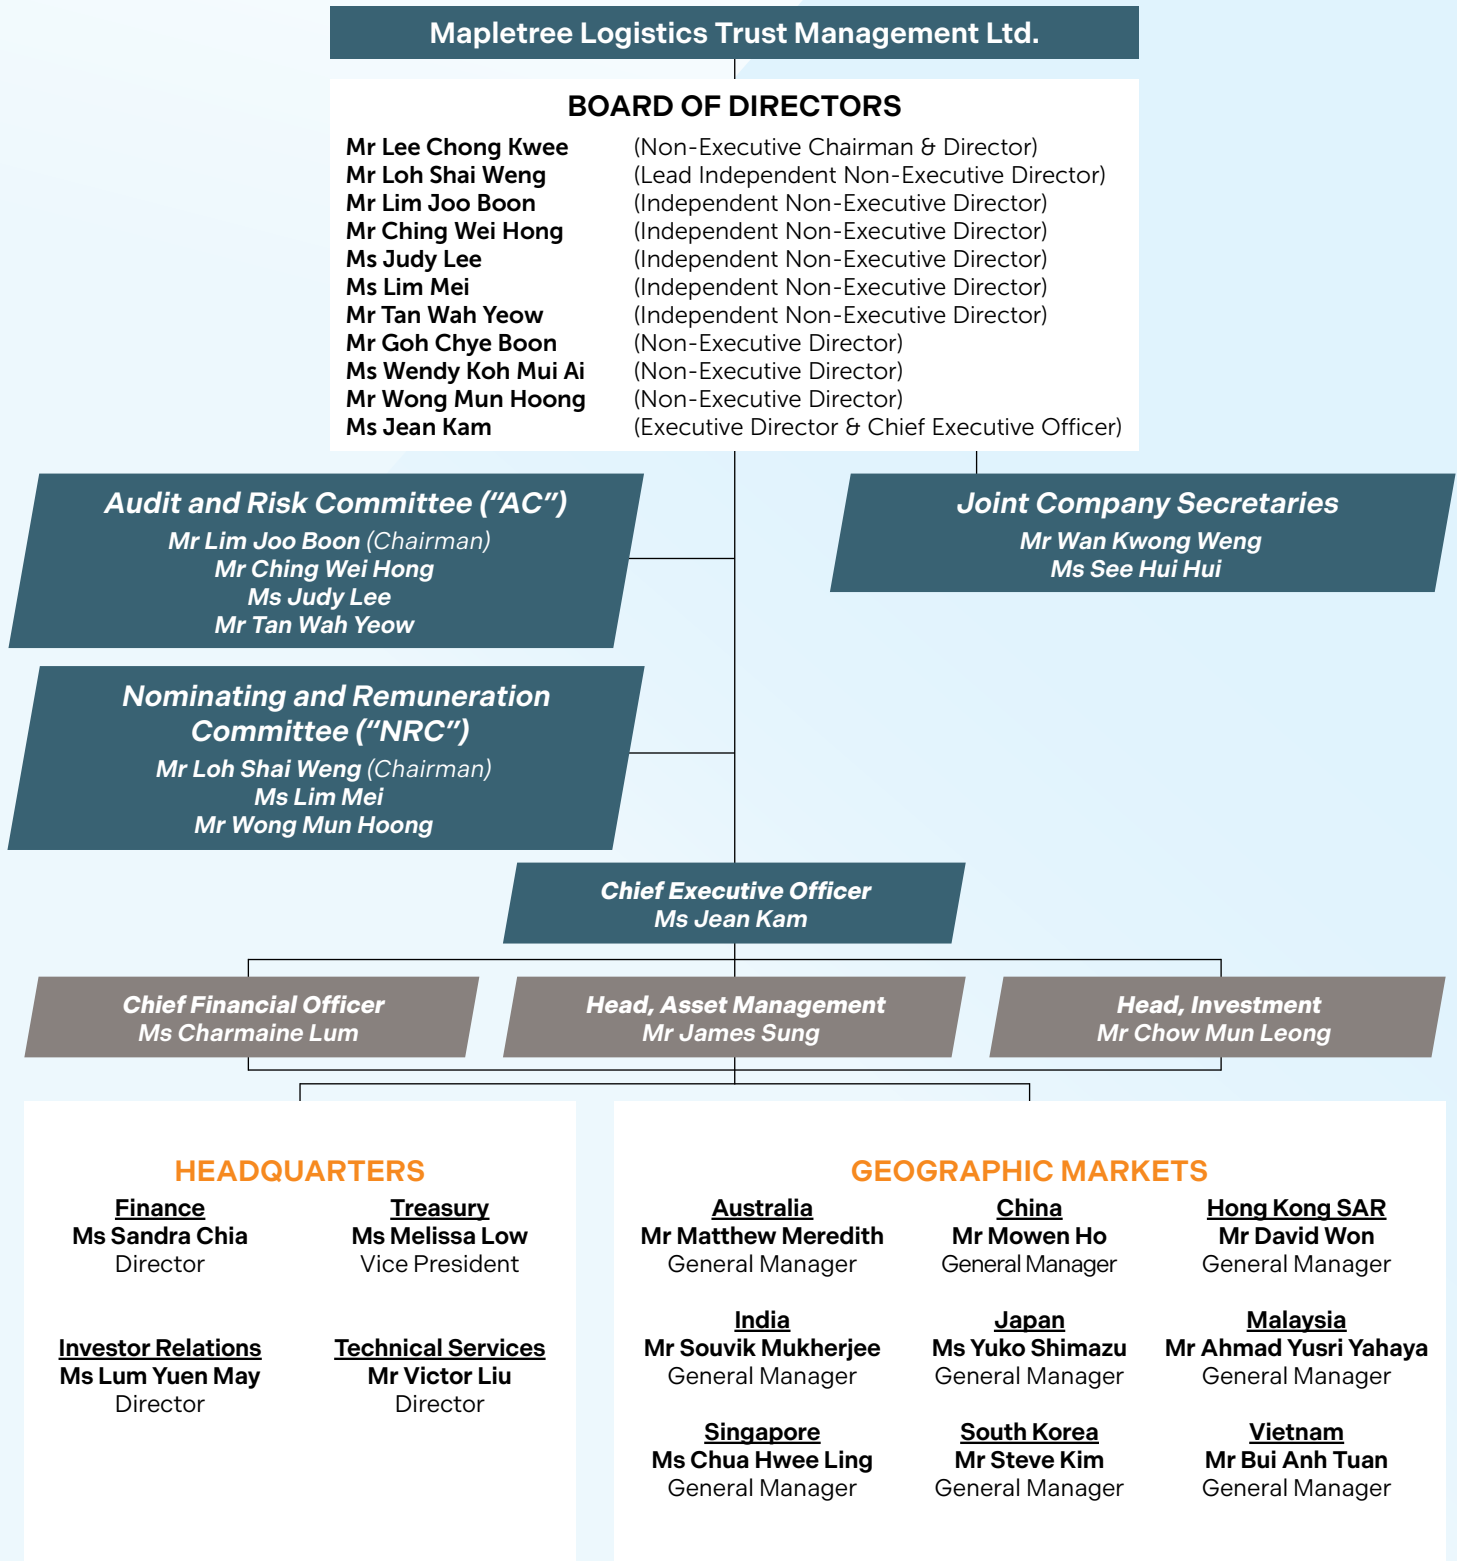 Mapletree Logistics Trust Management Ltd.
BOARD OF DIRECTORS
Mr Lee Chong Kwee (Non-Executive Chairman & Director)
Mr Loh Shai Weng (Lead Independent Non-Executive Director)
Mr Lim Joo Boon (Independent Non-Executive Director)
Mr Ching Wei Hong (Independent Non-Executive Director)
Ms Judy Lee (Independent Non-Executive Director)
Ms Lim Mei (Independent Non-Executive Director)
Mr Tan Wah Yeow (Independent Non-Executive Director)
Mr Goh Chye Boon (Non-Executive Director)
Ms Wendy Koh Mui Ai (Non-Executive Director)
Mr Wong Mun Hoong (Non-Executive Director)
Ms Jean Kam (Executive Director & Chief Executive Officer)
Audit and Risk Committee (“AC”)
Mr Lim Joo Boon (Chairman)
Mr Ching Wei Hong
Ms Judy Lee
Mr Tan Wah Yeow
Joint Company Secretaries
Mr Wan Kwong Weng
Ms See Hui Hui
Nominating and Remuneration
Committee (“NRC”)
Mr Loh Shai Weng (Chairman)
Ms Lim Mei
Mr Wong Mun Hoong
Chief Executive Officer
Ms Jean Kam
Chief Financial Officer
Ms Charmaine Lum
Head, Asset Management
Mr James Sung
Head, Investment
Mr Chow Mun Leong
HEADQUARTERS
Finance
Ms Sandra Chia
Director
Treasury
Ms Melissa Low
Vice President
Investor Relations
Ms Lum Yuen May
Director
Technical Services
Mr Victor Liu
Director
GEOGRAPHIC MARKETS
Australia
Mr Matthew Meredith
General Manager
China
Mr Mowen Ho
General Manager
Hong Kong SAR
Mr David Won
General Manager
India
Mr Souvik Mukherjee
General Manager
Japan
Ms Yuko Shimazu
General Manager
Malaysia
Mr Ahmad Yusri Yahaya
General Manager
Singapore
Ms Chua Hwee Ling
General Manager
South Korea
Mr Steve Kim
General Manager
Vietnam
Mr Bui Anh Tuan
General Manager